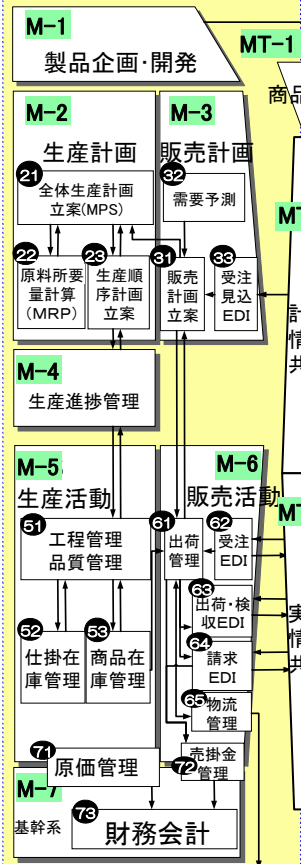 M-1
製品企画･開発
MT-1
商品
M-2
生産計画
21
全体生産計画
立案(MPS)
22
原料所要
量計算
(MRP)
23
生産順
序計画
立案
M-3
販売計画
32
需要予測
31
販売
計画
立案
33
受注
見込
EDI
MT
計
情
共
M-4
生産進捗管理
M-5
生産活動
51
工程管理
品質管理
52
仕掛在
庫管理
53
商品在
庫管理
M-6
販売活動
61
出荷
管理
62
受注
EDI
63
出荷・検
収EDI
64
請求
EDI
65
物流
管理
MT
実
情
共
71
原価管理
72
売掛金
管理
M-7
基幹系
73
財務会計